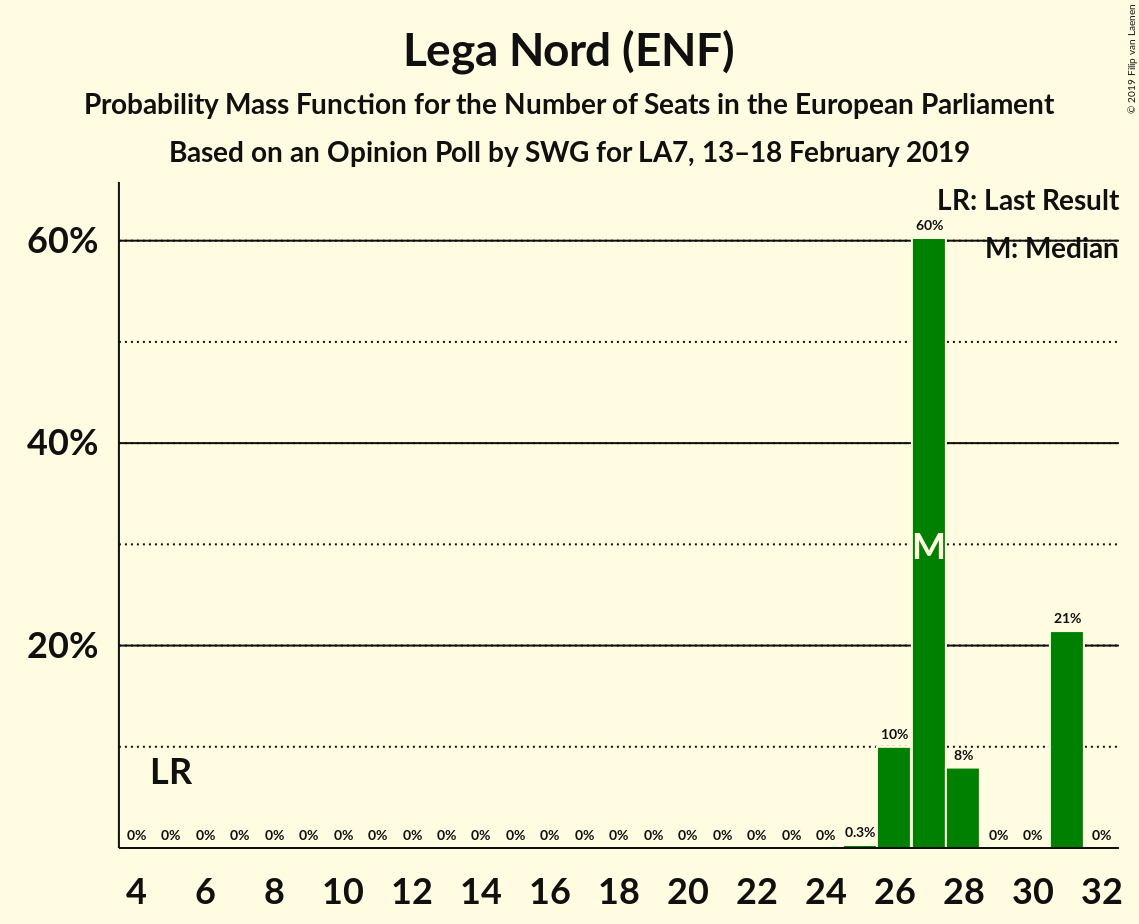 Lega Nord (ENF)
Probability Mass Function for the Number of Seats in the European Parliament
Based on an Opinion Poll by SWG for LA7, 13–18 February 2019
© 2019 Filip van Laenen
LR: Last Result
M: Median
60%
40%
20%
60%
M
21%
10%
8%
LR
0% 0% 0% 0% 0% 0% 0% 0% 0% 0% 0% 0% 0% 0% 0% 0% 0% 0% 0% 0% 0% 0.3% 0% 0% 0%
4 6 8 10 12 14 16 18 20 22 24 26 28 30 32